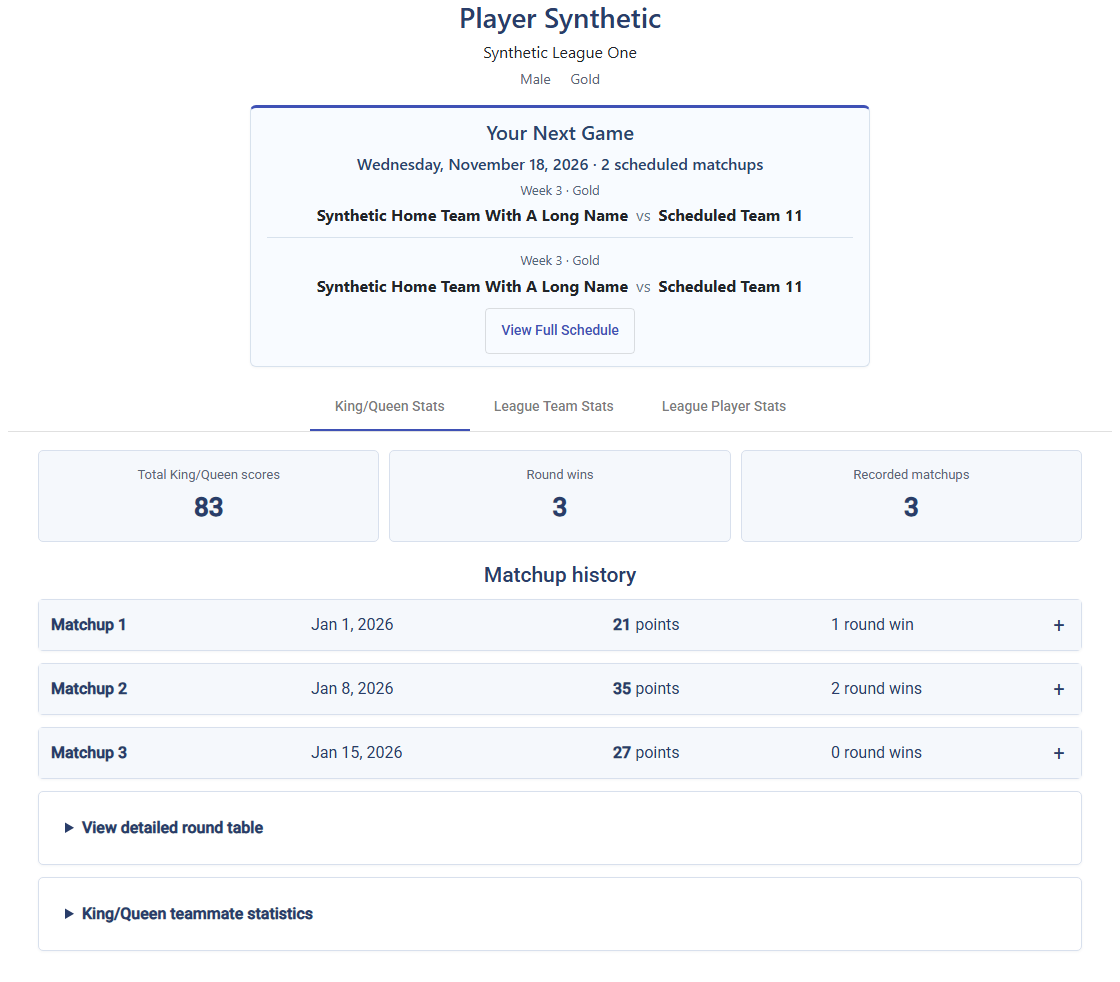 Player Synthetic
Synthetic League One
Male Gold
Your Next Game
Wednesday, November 18, 2026 · 2 scheduled matchups
Week 3 · Gold
Synthetic Home Team With A Long Name vs Scheduled Team 11
Week 3 · Gold
Synthetic Home Team With A Long Name vs Scheduled Team 11
View Full Schedule
King/Queen Stats League Team Stats League Player Stats
Total King/Queen scores Round wins Recorded matchups
83 3 3
Matchup history
Matchup 1 Jan 1, 2026 21 points 1 round win +
Matchup 2 Jan 8, 2026 35 points 2 round wins +
Matchup 3 Jan 15, 2026 27 points 0 round wins +
View detailed round table
King/Queen teammate statistics